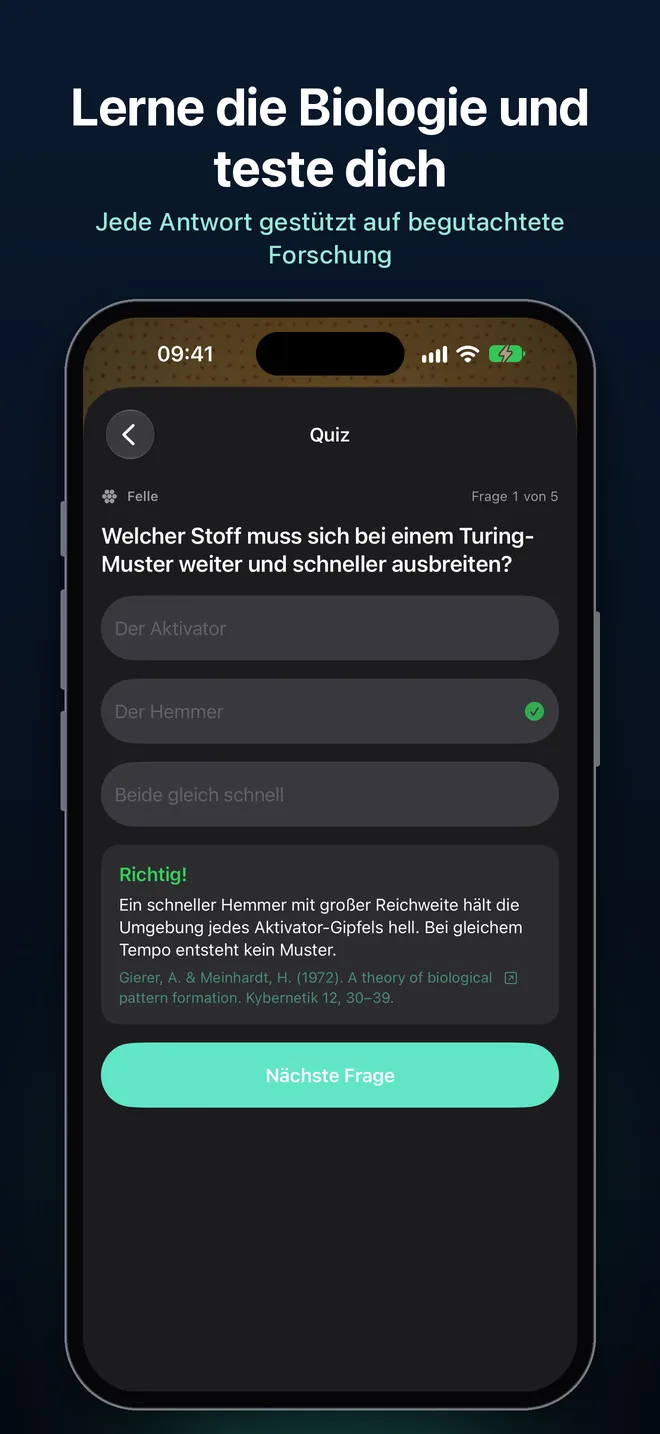 Lerne die Biologie und
teste dich
Jede Antwort gestützt auf begutachtete
Forschung
09:41
Quiz
Felle
Frage 1 von 5
Welcher Stoff muss sich bei einem Turing-
Muster weiter und schneller ausbreiten?
Der Aktivator
Der Hemmer
Beide gleich schnell
Richtig!
Ein schneller Hemmer mit großer Reichweite hält die
Umgebung jedes Aktivator-Gipfels hell. Bei gleichem
Tempo entsteht kein Muster.
Gierer, A. & Meinhardt, H. (1972). A theory of biological
pattern formation. Kybernetik 12, 30–39.
Nächste Frage